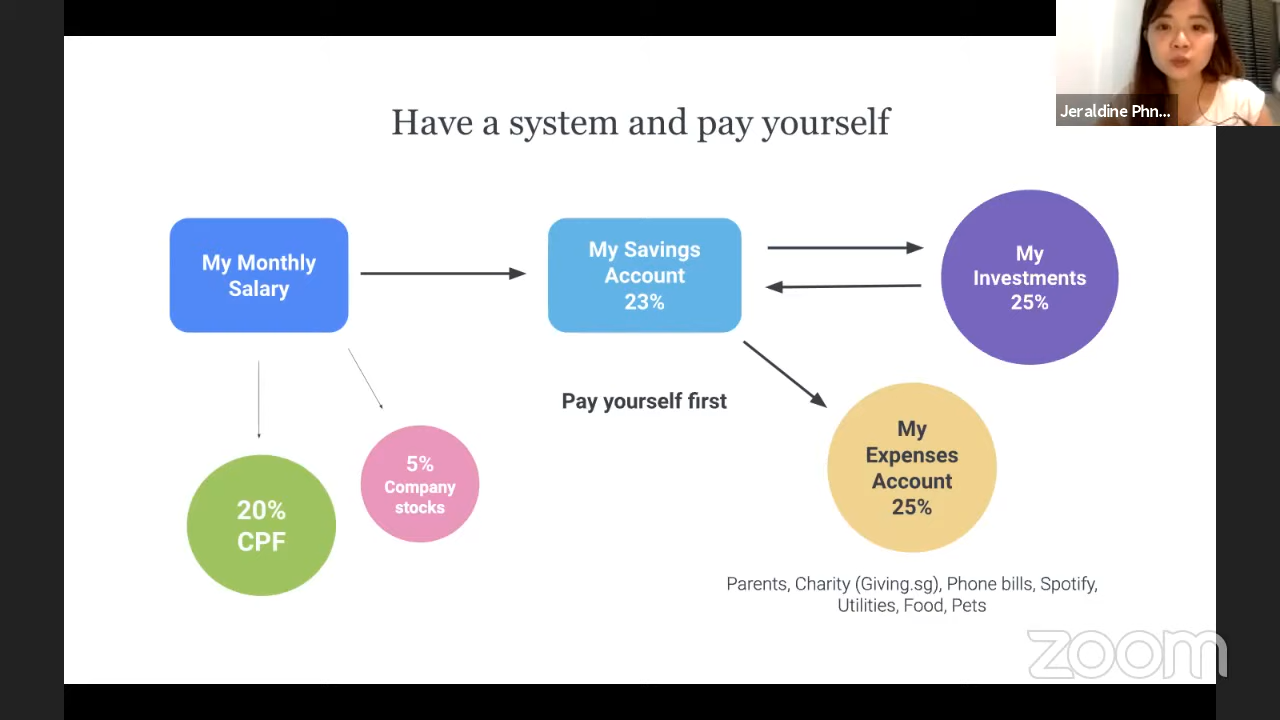 Jeraldine Phn...
Have a system and pay yourself
My Monthly
Salary
My Savings
Account
23%
My
Investments
25%
Pay yourself first
My
Expenses
Account
25%
5%
Company
stocks
20%
CPF
Parents, Charity (Giving.sg), Phone bills, Spotify,
Utilities, Food, Pets
zoom